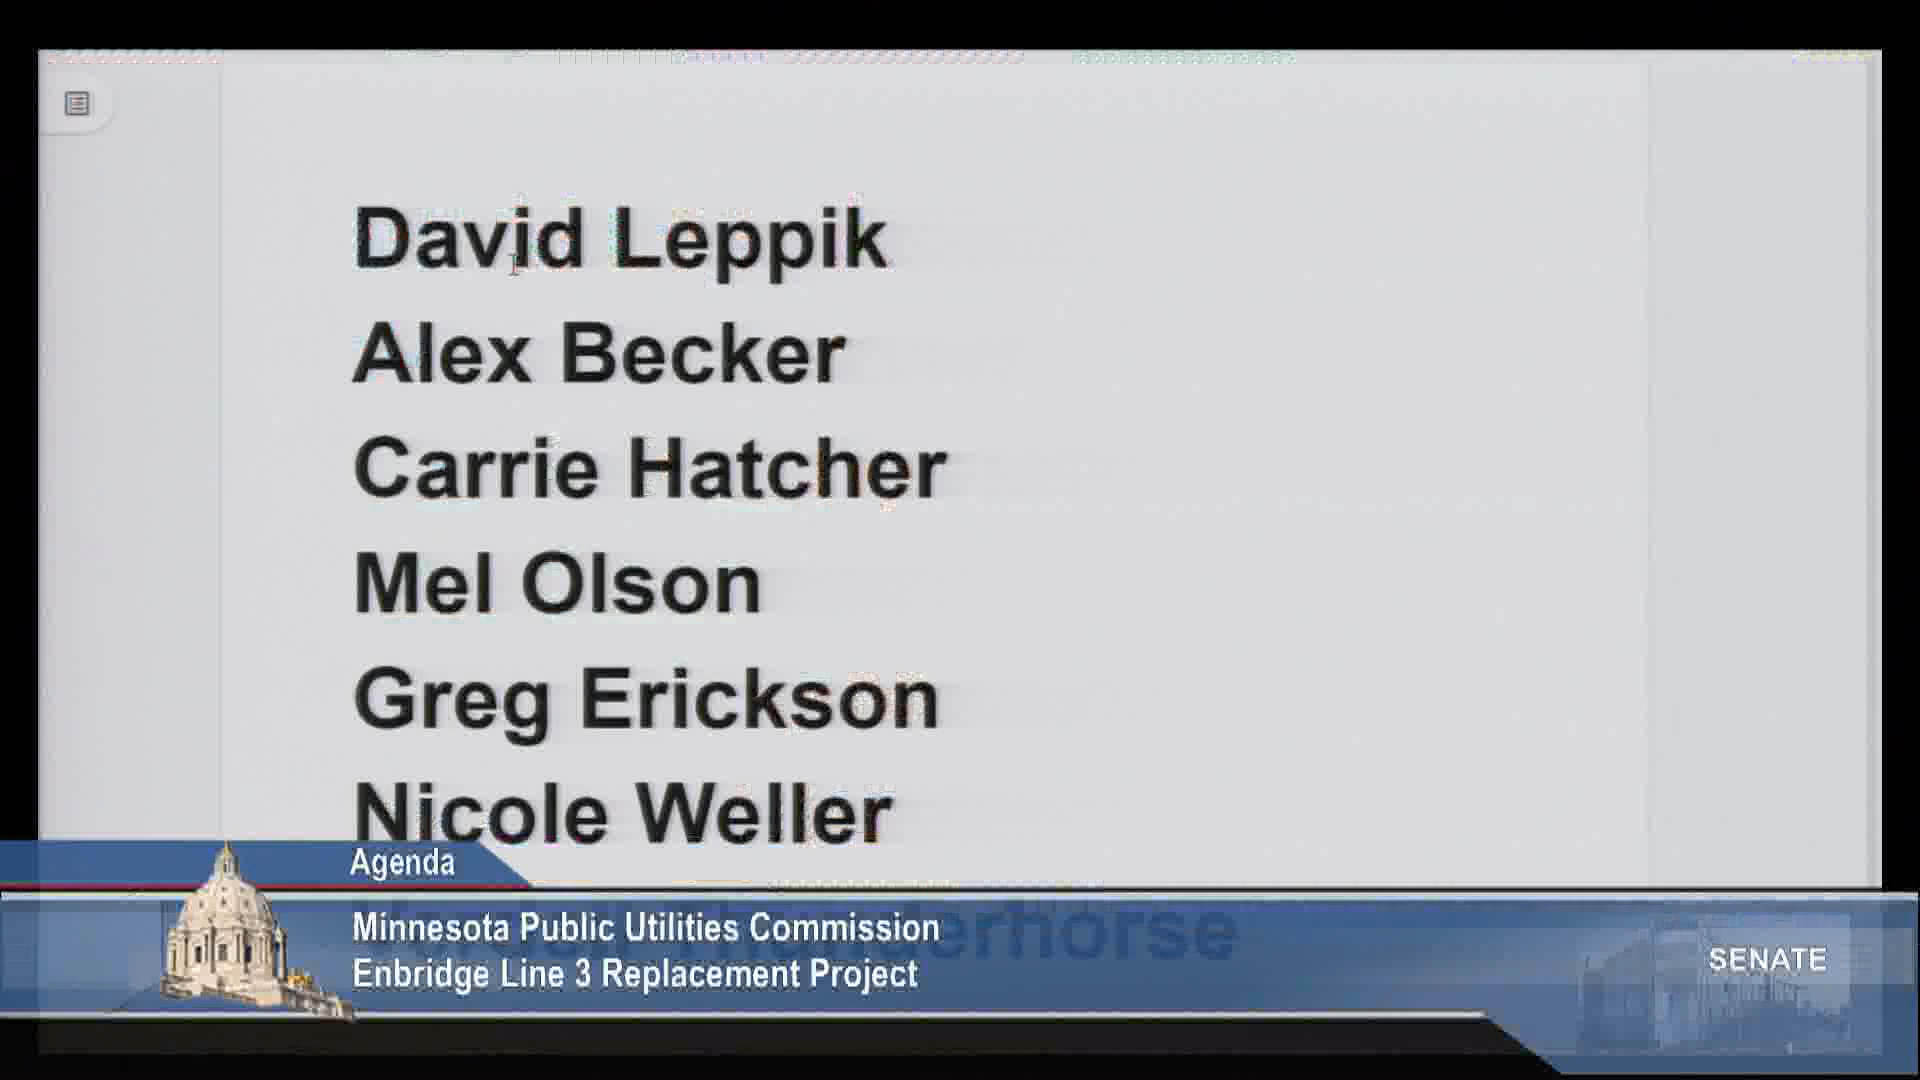 David Leppik
Alex Becker
Carrie Hatcher
Mel Olson
Greg Erickson
Nicole Weller
Agenda
Minnesota Public Utilities Commission
Enbridge Line 3 Replacement Project
SENATE